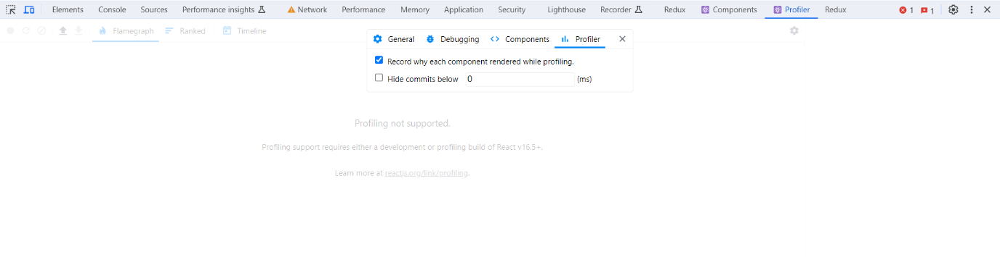 Elements Console Sources Performance insights Network Performance Memory Application Security Lighthouse Recorder Redux Components Profiler Redux 1 1
Flamegraph Ranked Timeline
General Debugging Components Profiler
Record why each component rendered while profiling.
Hide commits below 0 (ms)
Profiling not supported.
Profiling support requires either a development or profiling build of React v16.5+.
Learn more at reactjs.org/link/profiling.